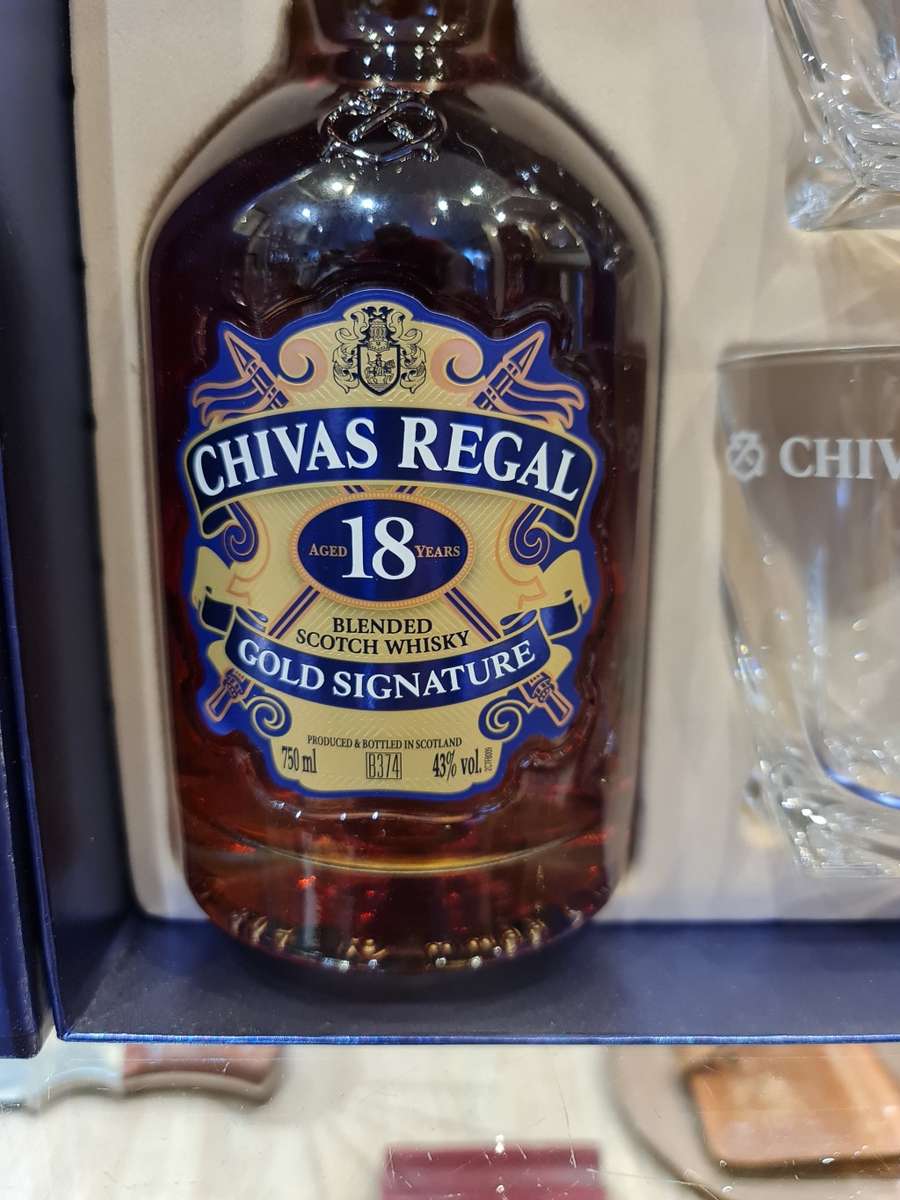 CHIVAS REGAL
AGED 18 YEARS
BLENDED
SCOTCH WHISKY
GOLD SIGNATURE
PRODUCED & BOTTLED IN SCOTLAND
750 ml B374 43% vol.
CHIV